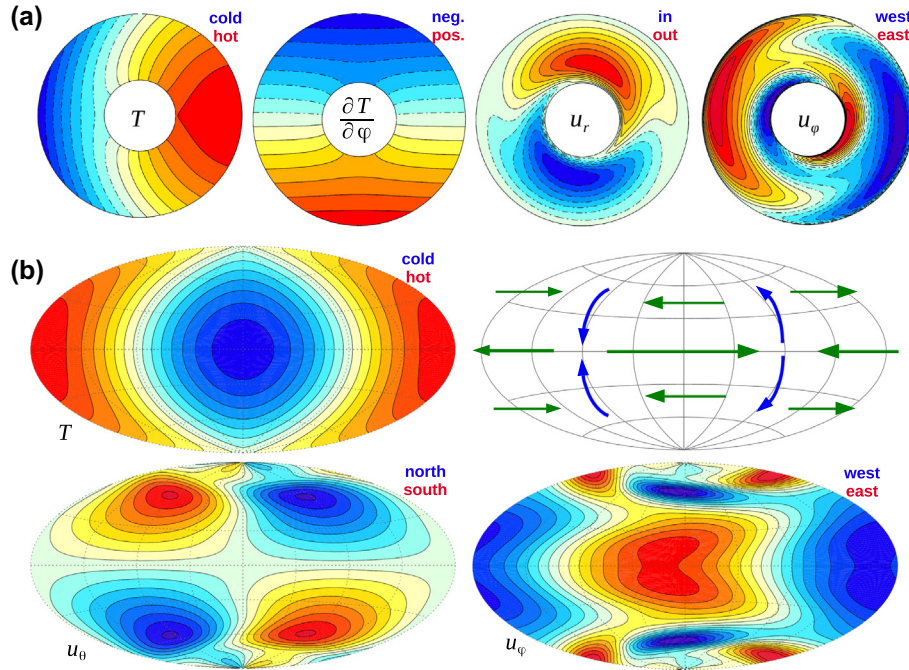 (a)
cold
hot
T
neg.
pos.
∂ T
∂ φ
in
out
u_r
west
east
u_φ
(b)
cold
hot
T
north
south
u_θ
west
east
u_φ